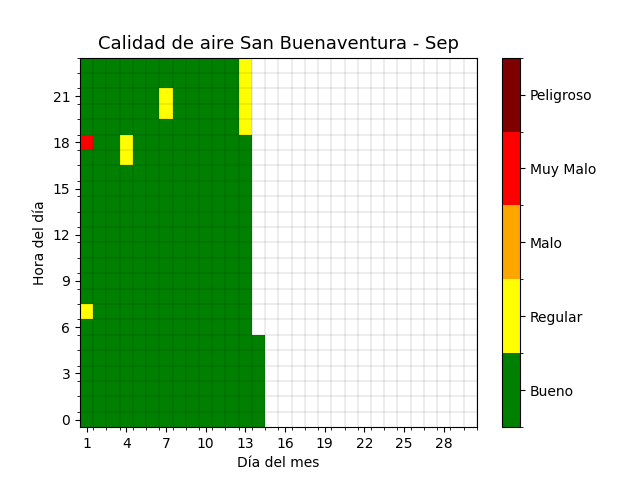 Calidad de aire San Buenaventura - Sep
Hora del día
21
18
15
12
9
6
3
0
1 4 7 10 13 16 19 22 25 28
Día del mes
Peligroso
Muy Malo
Malo
Regular
Bueno